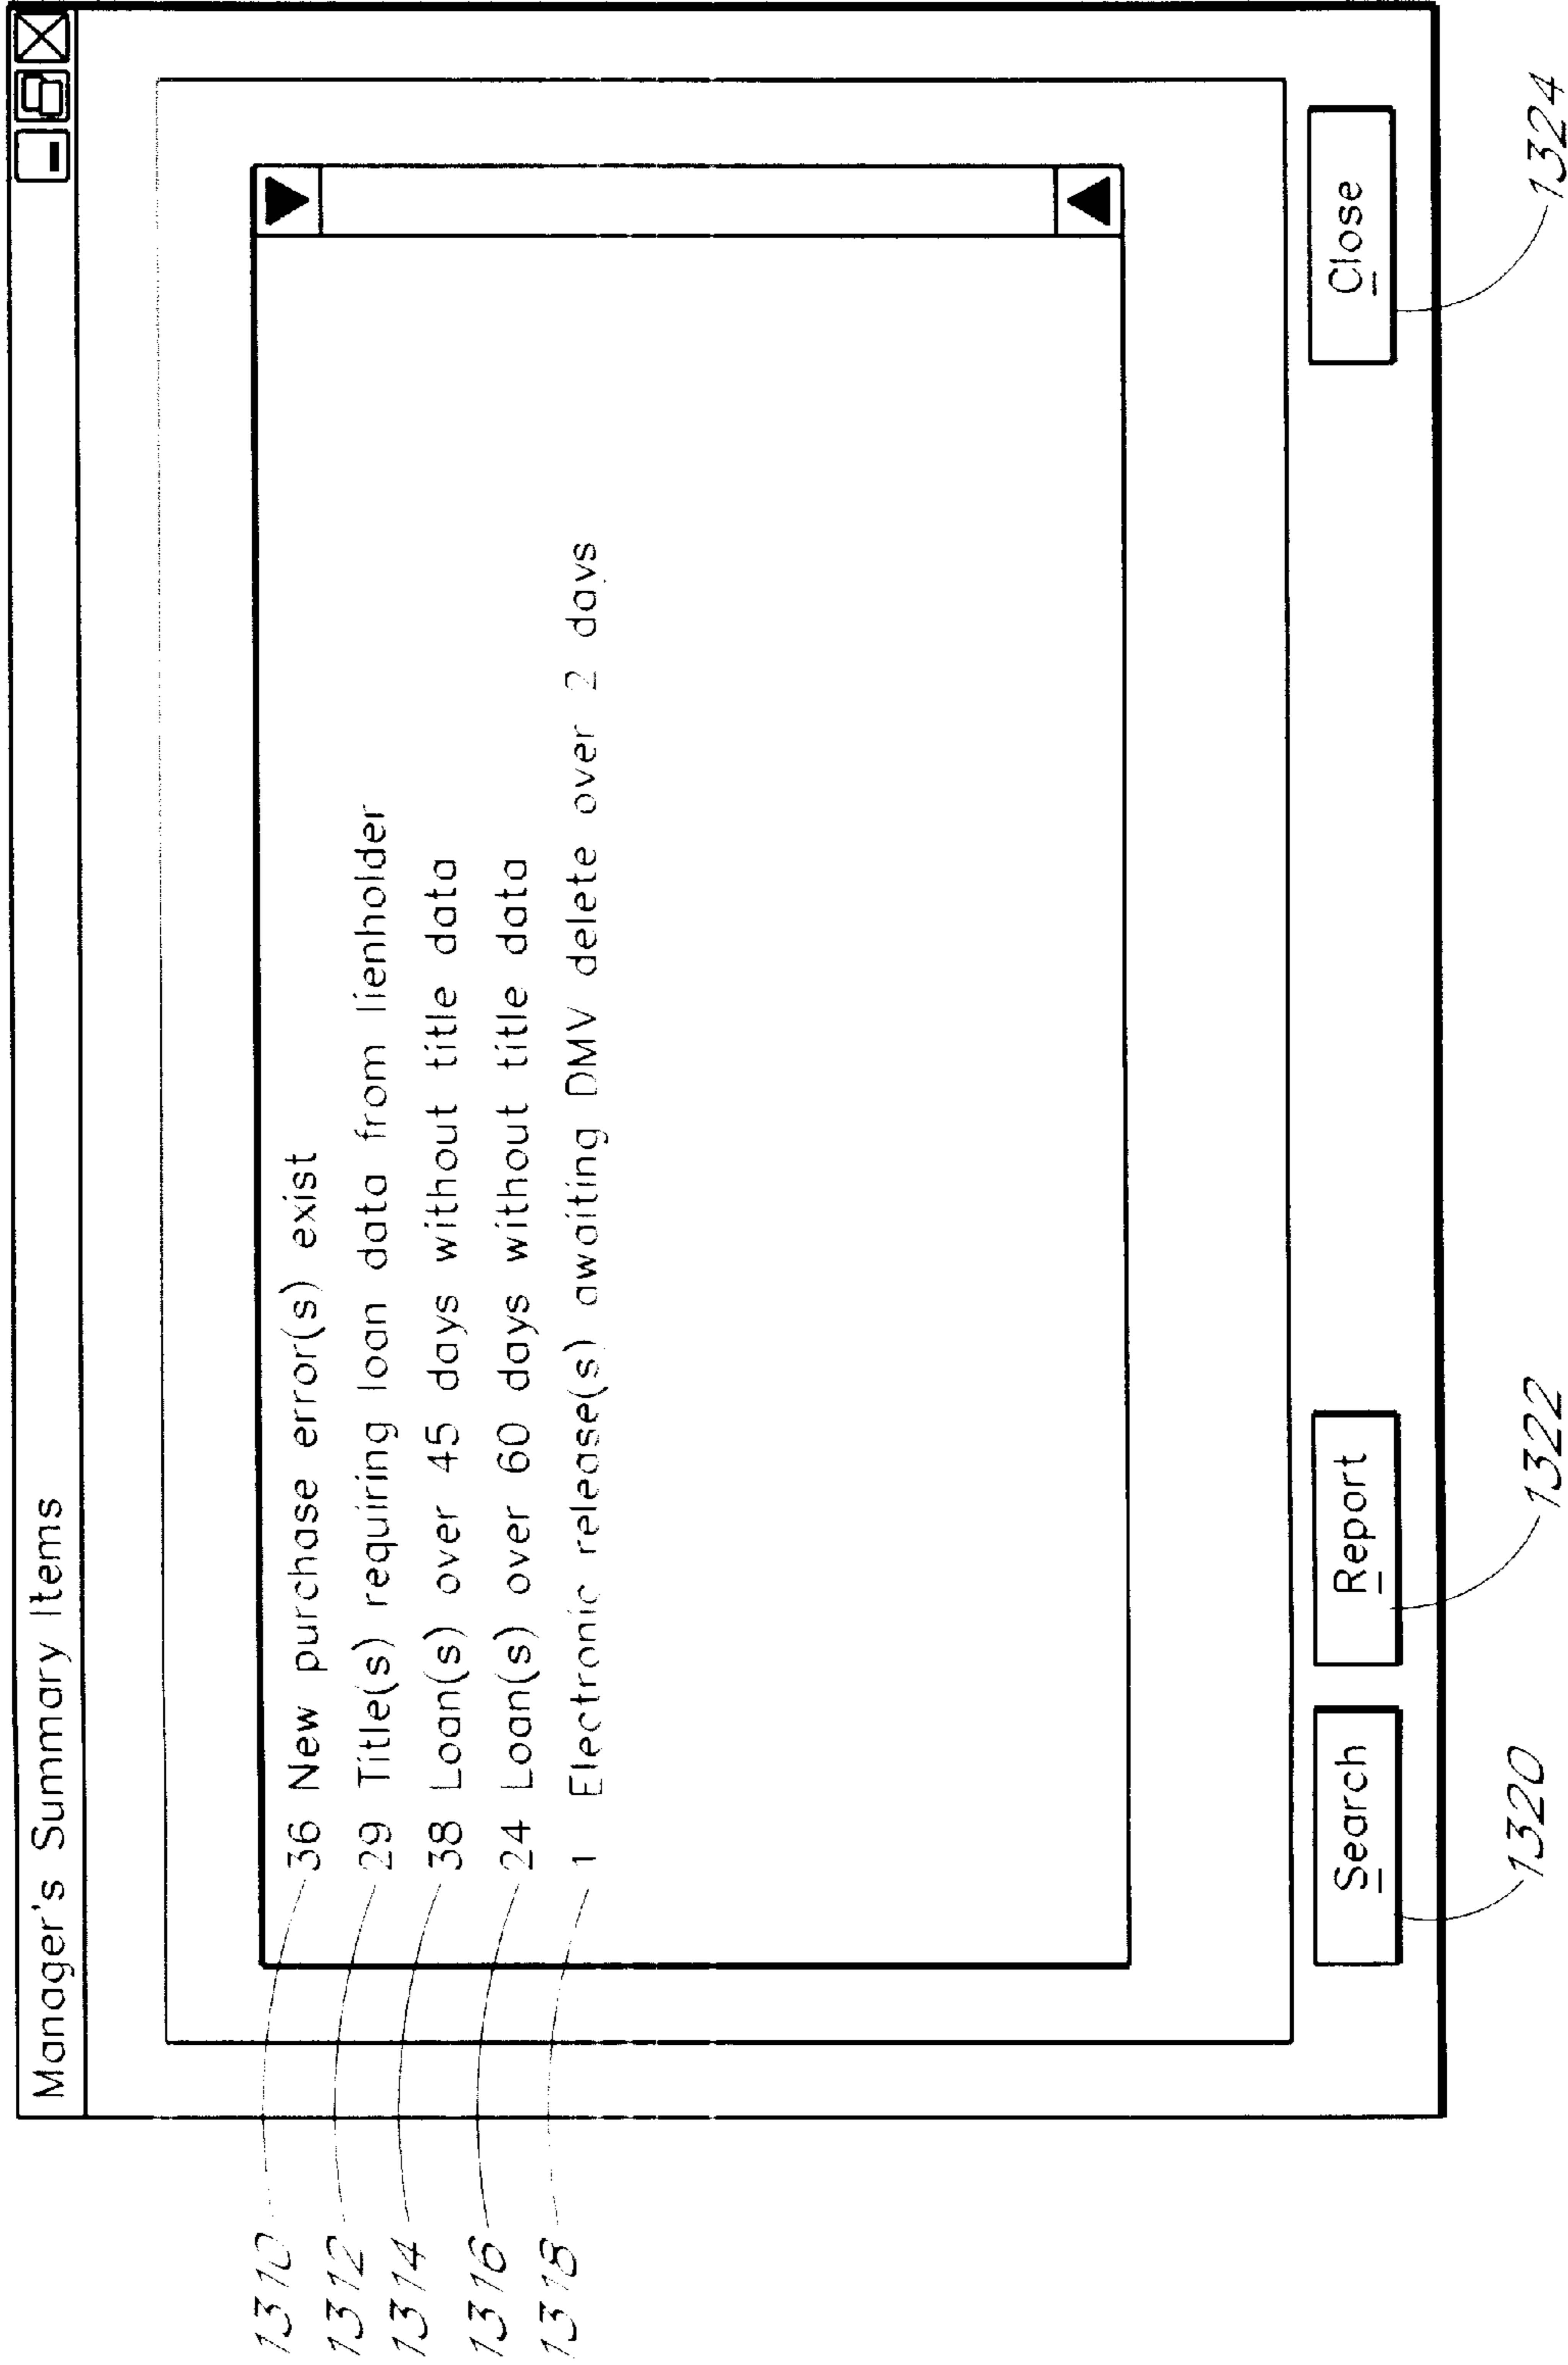 Manager's Summary Items
1310 36 New purchase error(s) exist
1312 29 Title(s) requiring loan data from lienholder
1314 38 Loan(s) over 45 days without title data
1316 24 Loan(s) over 60 days without title data
1318 1 Electronic release(s) awaiting DMV delete over 2 days
Search Report Close
1320 1322 1324